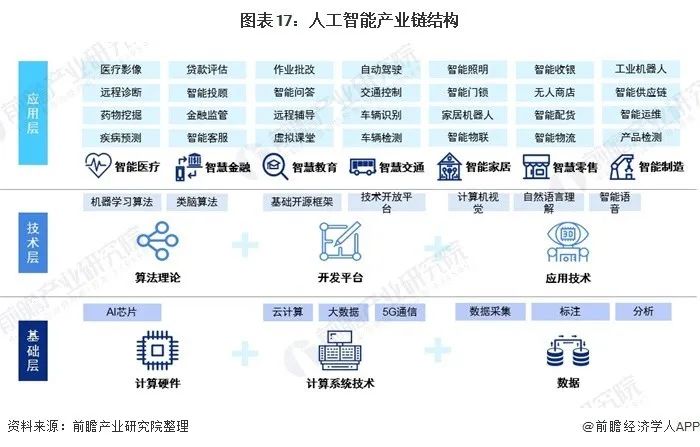 图表17：人工智能产业链结构
应用层
医疗影像 贷款评估 作业批改 自动驾驶 智能照明 智能收银 工业机器人
远程诊断 智能投顾 智能问答 交通控制 智能门锁 无人商店 智能供应链
药物挖掘 金融监管 远程辅导 车辆识别 家居机器人 智能配货 智能运维
疾病预测 智能客服 虚拟课堂 车辆检测 智能物联 智能物流 产品检测
智能医疗 智慧金融 智慧教育 智慧交通 智能家居 智慧零售 智能制造
技术层
机器学习算法 类脑算法 基础开源框架 技术开放平台 计算机视觉 自然语言理解 智能语音
3D
算法理论 开发平台 应用技术
基础层
AI芯片 云计算 大数据 5G通信 数据采集 标注 分析
计算硬件 计算系统技术 数据
资料来源：前瞻产业研究院整理
@前瞻经济学人APP
前瞻产业研究院